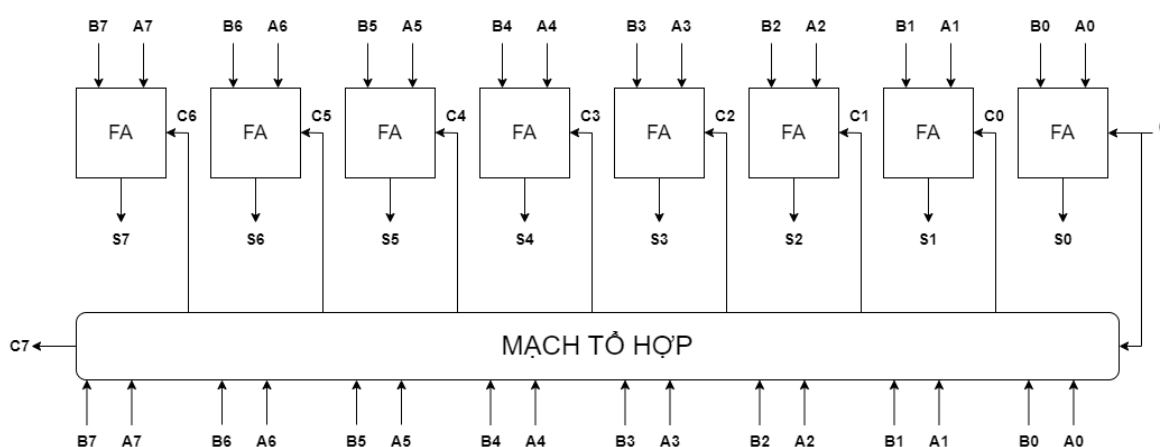 B7 A7 B6 A6 B5 A5 B4 A4 B3 A3 B2 A2 B1 A1 B0 A0
C6 C5 C4 C3 C2 C1 C0
FA FA FA FA FA FA FA FA
S7 S6 S5 S4 S3 S2 S1 S0
MẠCH TỔ HỢP
C7
B7 A7 B6 A6 B5 A5 B4 A4 B3 A3 B2 A2 B1 A1 B0 A0